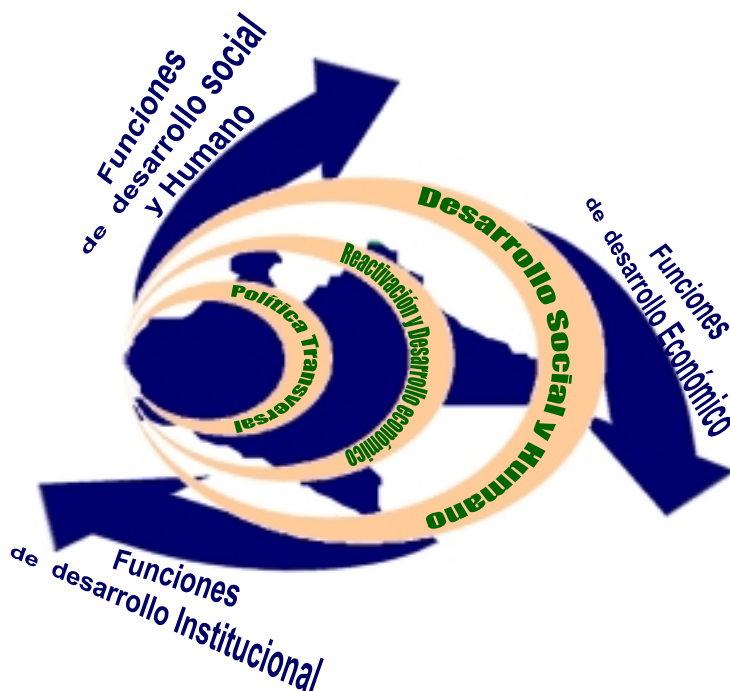 Funciones
de desarrollo social
y Humano
Desarrollo Social y Humano
Reactivación y Desarrollo económico
Política Transversal
Funciones
de desarrollo Económico
Funciones
de desarrollo Institucional